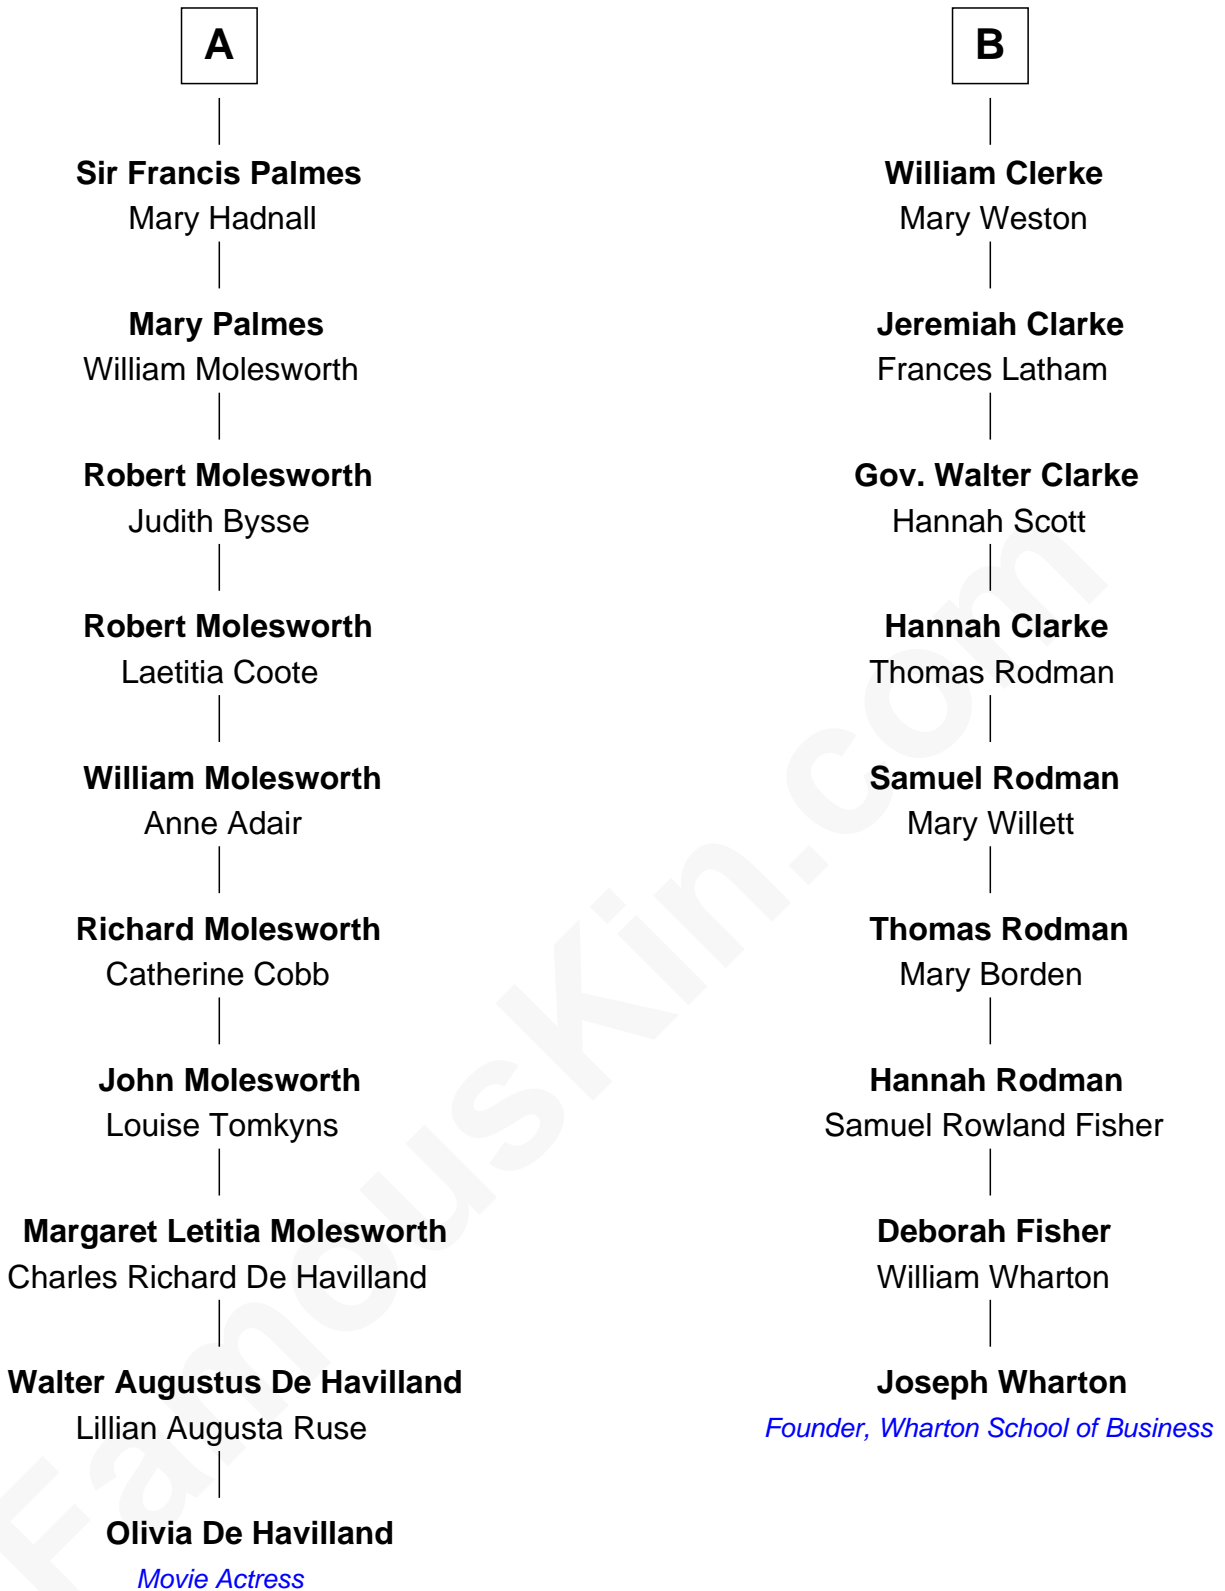 A
Sir Francis Palmes
Mary Hadnall
Mary Palmes
William Molesworth
Robert Molesworth
Judith Bysse
Robert Molesworth
Laetitia Coote
William Molesworth
Anne Adair
Richard Molesworth
Catherine Cobb
John Molesworth
Louise Tomkyns
Margaret Letitia Molesworth
Charles Richard De Havilland
Walter Augustus De Havilland
Lillian Augusta Ruse
Olivia De Havilland
Movie Actress
B
William Clerke
Mary Weston
Jeremiah Clarke
Frances Latham
Gov. Walter Clarke
Hannah Scott
Hannah Clarke
Thomas Rodman
Samuel Rodman
Mary Willett
Thomas Rodman
Mary Borden
Hannah Rodman
Samuel Rowland Fisher
Deborah Fisher
William Wharton
Joseph Wharton
Founder, Wharton School of Business
FamousKin.com